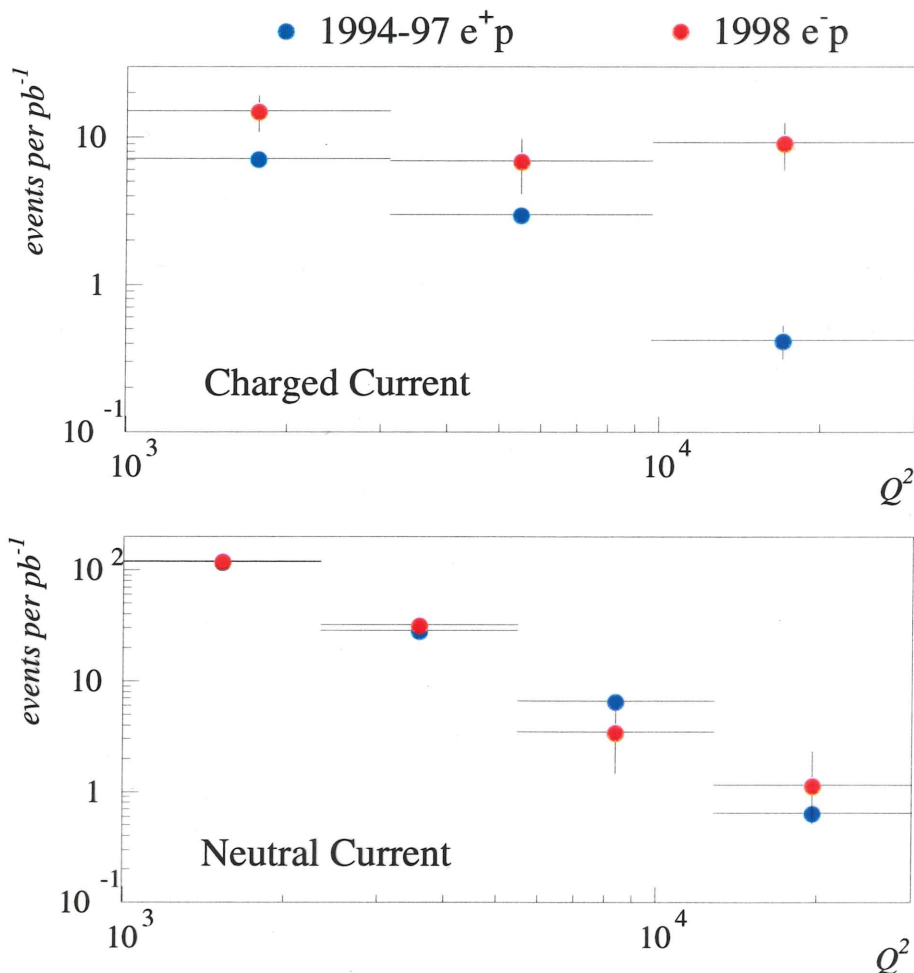 1994-97 e⁺p 1998 e⁻p
events per pb⁻¹
10
1
10⁻¹
Charged Current
10³ 10⁴
Q²
events per pb⁻¹
10²
10
1
10⁻¹
Neutral Current
10³ 10⁴
Q²